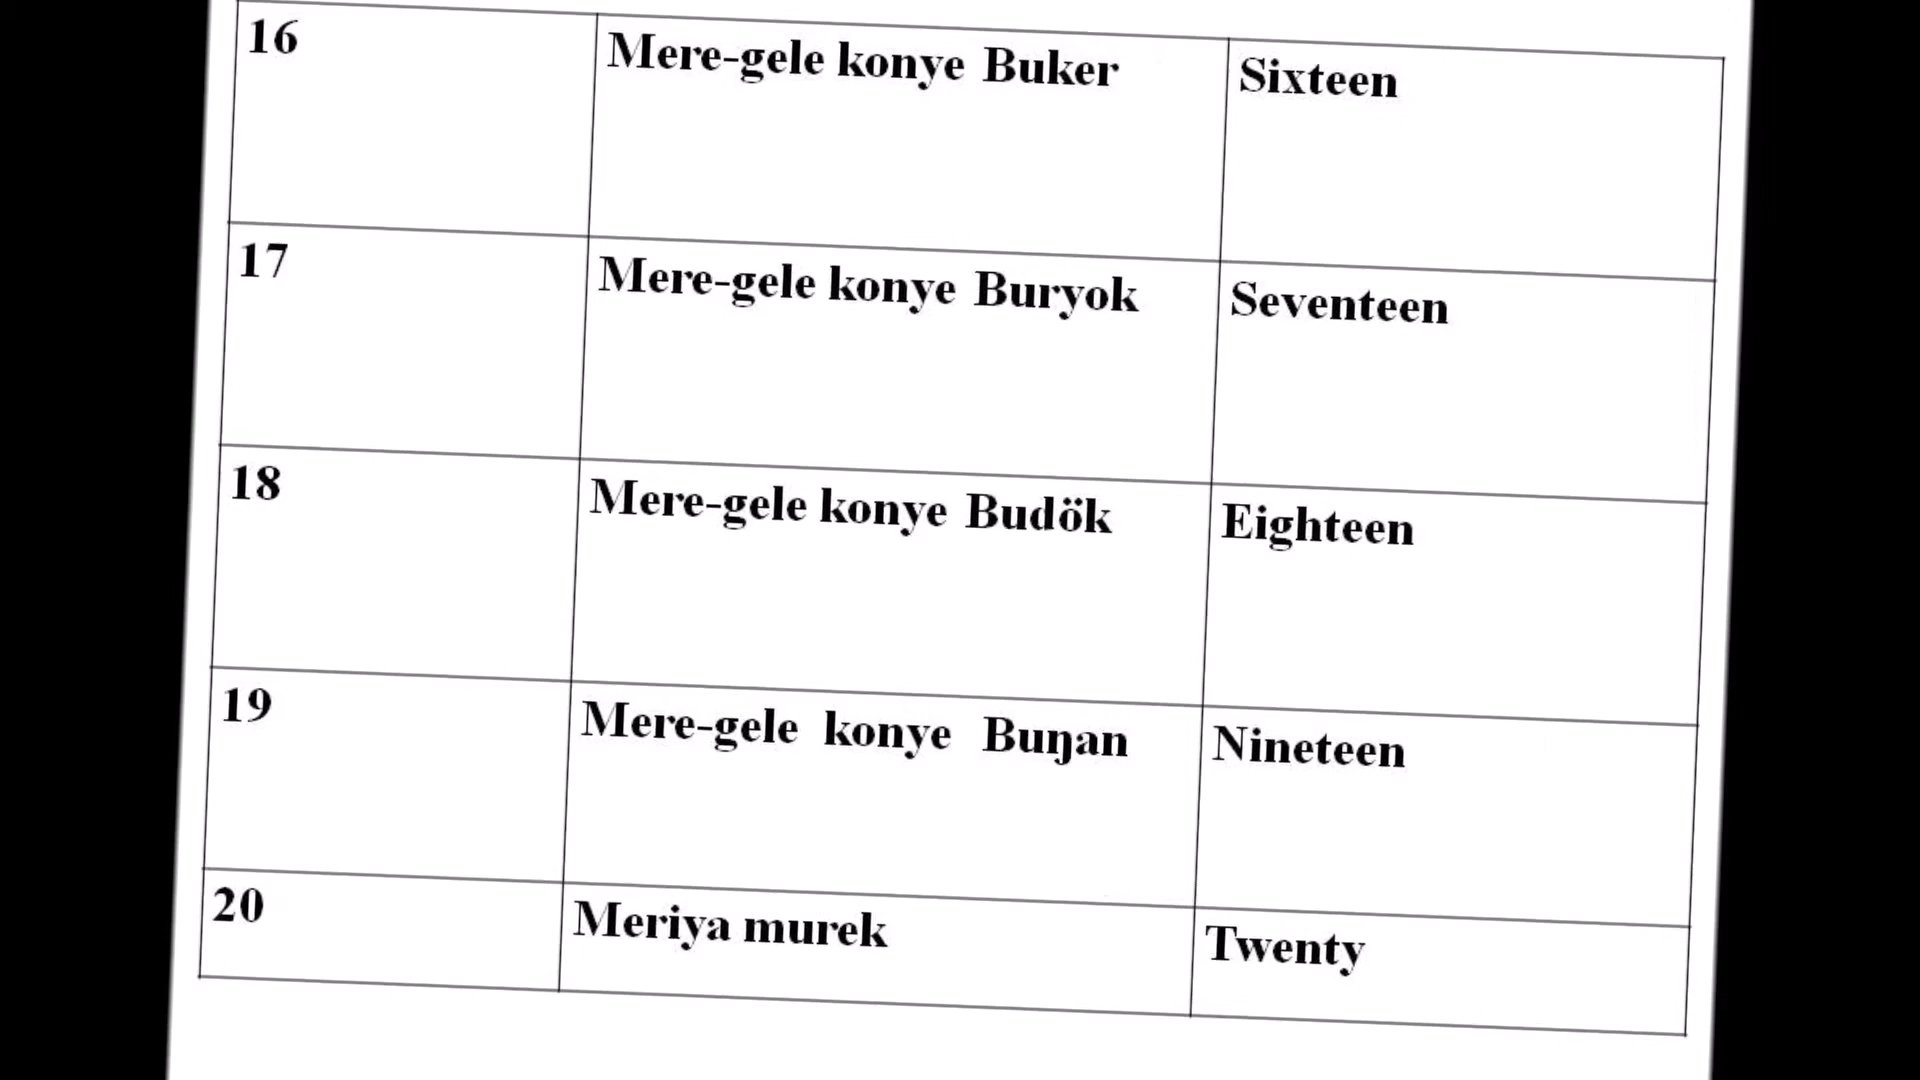 16 Mere-gele konye Buker Sixteen
17 Mere-gele konye Buryok Seventeen
18 Mere-gele konye Budök Eighteen
19 Mere-gele konye Buŋan Nineteen
20 Meriya murek Twenty